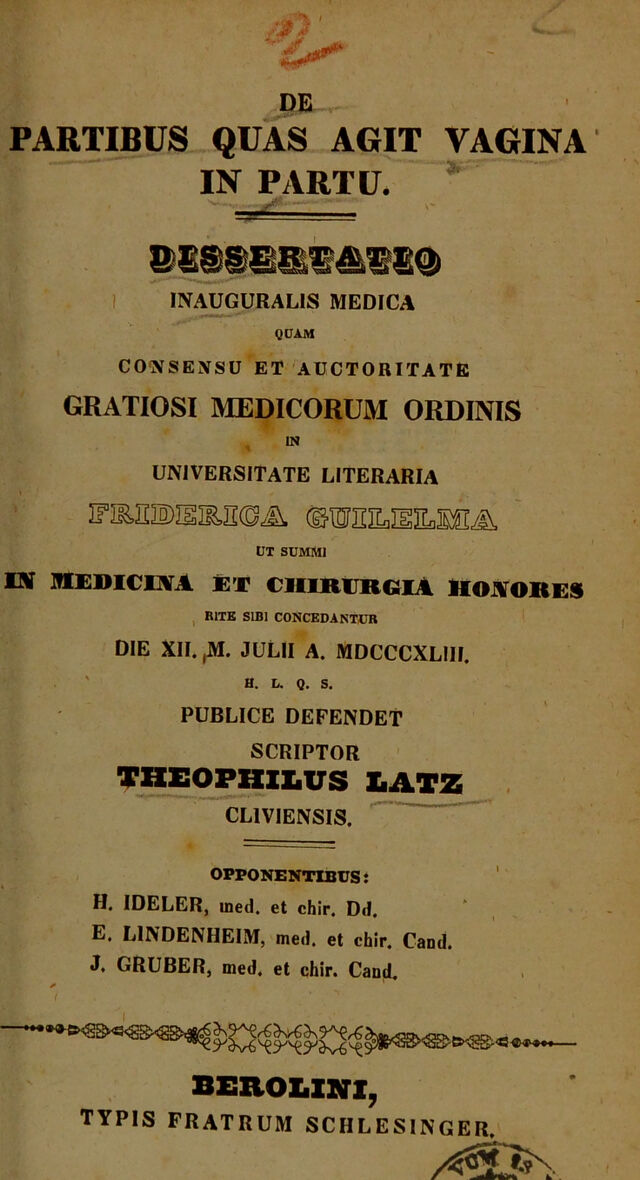 2
DE
PARTIBUS QUAS AGIT VAGINA
IN PARTU.
DISSERTATIO
INAUGURALIS MEDICA
QUAM
CONSENSU ET AUCTORITATE
GRATIOSI MEDICORUM ORDINIS
IN
UNIVERSITATE LITERARIA
FRIDERICA GUILELMA
UT SUMMI
IN MEDICINA ET CHIRURGIA HONORES
RITE SIBI CONCEDANTUR
DIE XII. M. JULII A. MDCCCXLIII.
H. L. Q. S.
PUBLICE DEFENDET
SCRIPTOR
THEOPHILUS LATZ
CLIVIENSIS.
OPPONENTIBUS:
H. IDELER, med. et chir. Dd.
E. LINDENHEIM, med. et chir. Cand.
J. GRUBER, med. et chir. Cand.
BEROLINI,
TYPIS FRATRUM SCHLESINGER.